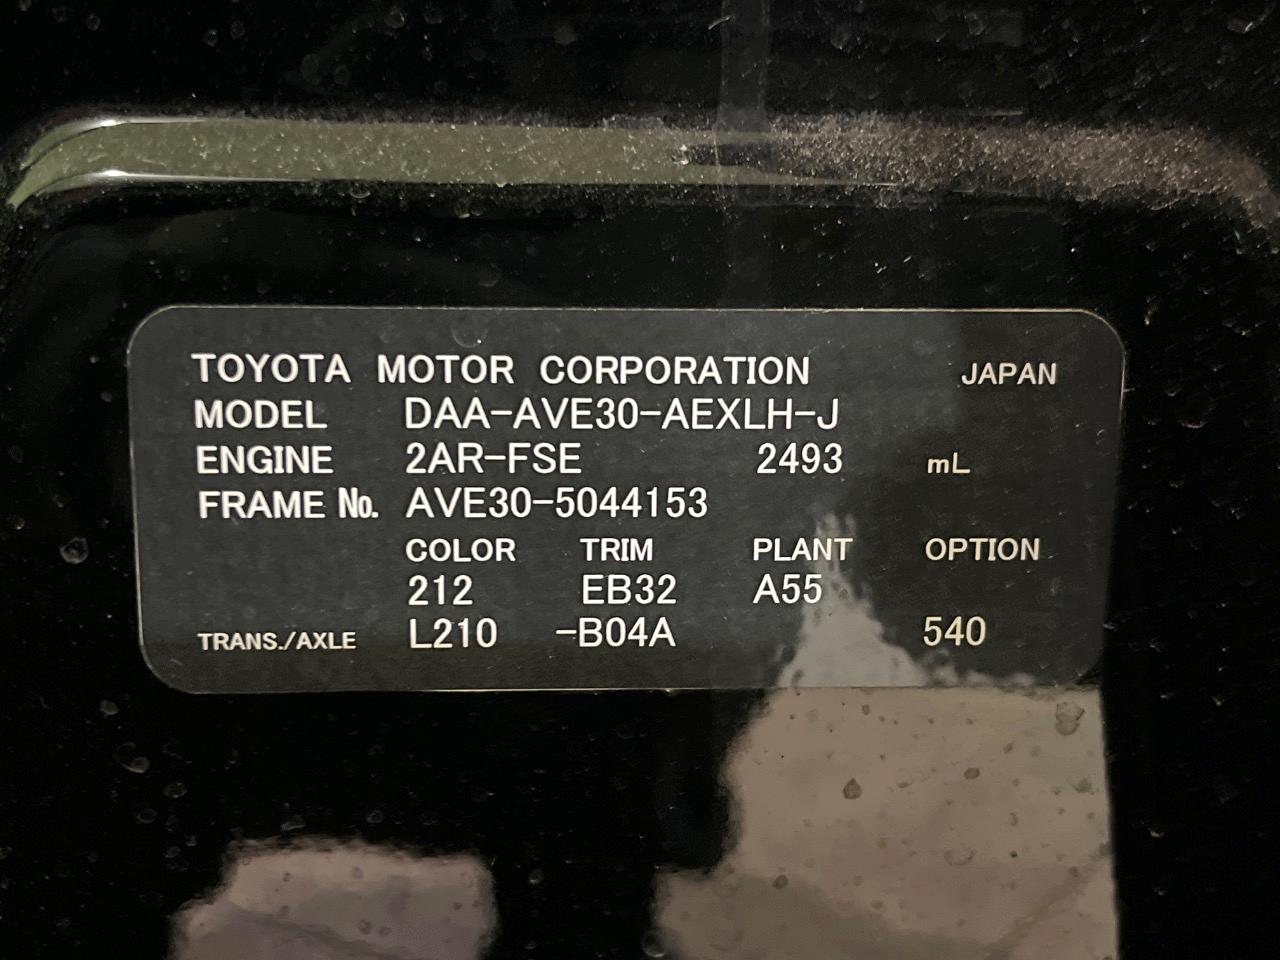 TOYOTA MOTOR CORPORATION JAPAN
MODEL DAA-AVE30-AEXLH-J
ENGINE 2AR-FSE 2493 mL
FRAME No. AVE30-5044153
COLOR TRIM PLANT OPTION
212 EB32 A55
TRANS./AXLE L210 -B04A 540